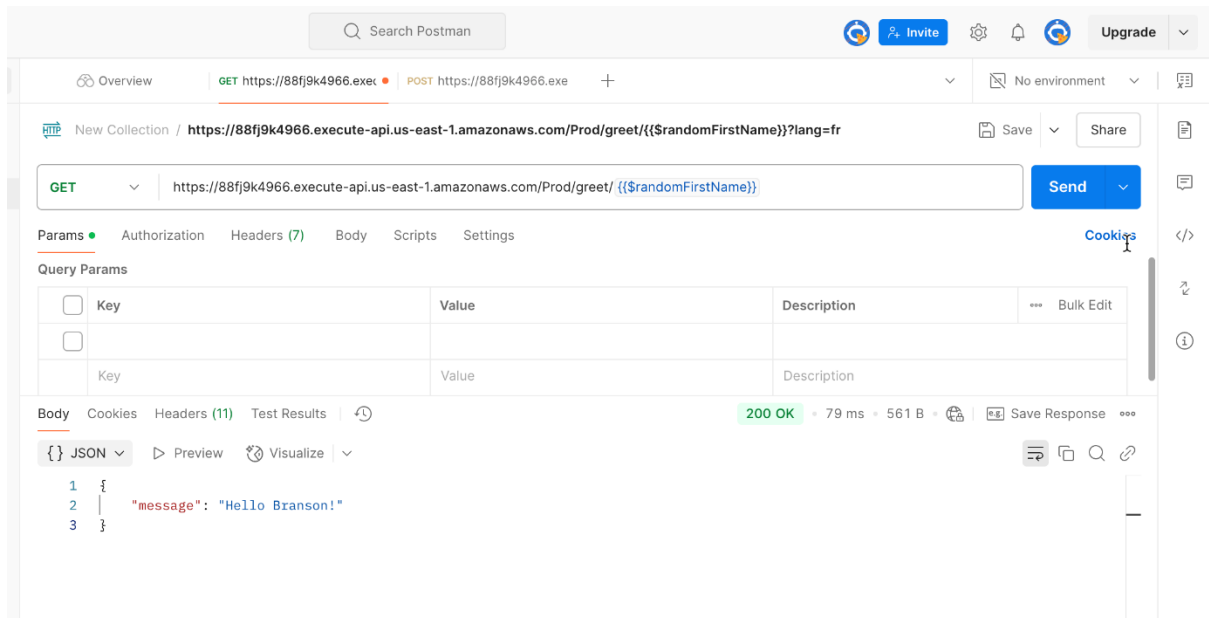 Search Postman
Invite
Upgrade
Overview
GET https://88fj9k4966.exec
POST https://88fj9k4966.exe
No environment
HTTP New Collection / https://88fj9k4966.execute-api.us-east-1.amazonaws.com/Prod/greet/{{$randomFirstName}}?lang=fr
Save
Share
GET https://88fj9k4966.execute-api.us-east-1.amazonaws.com/Prod/greet/ {{$randomFirstName}}
Send
Params Authorization Headers (7) Body Scripts Settings Cookies
Query Params
Key Value Description ooo Bulk Edit
Key Value Description
Body Cookies Headers (11) Test Results 200 OK • 79 ms • 561 B • e.g. Save Response ooo
{} JSON Preview Visualize
1 {
2 "message": "Hello Branson!"
3 }